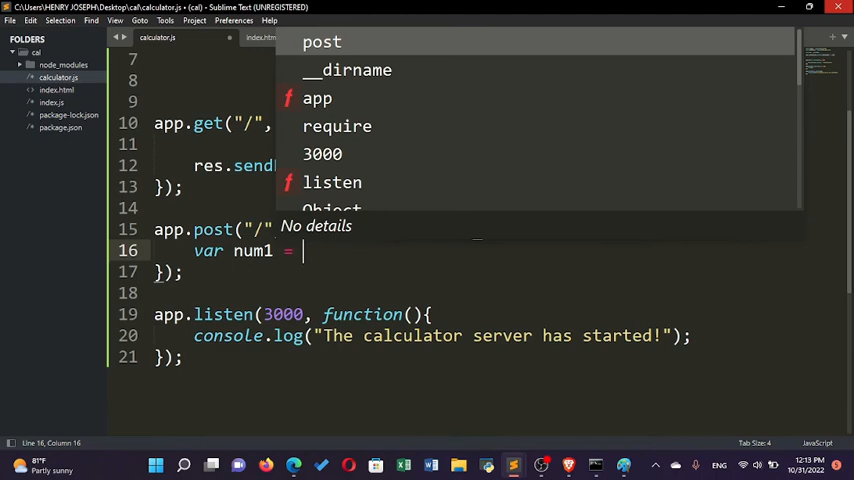 C:\Users\HENRY JOSEPH\Desktop\cal\calculator.js • (cal) - Sublime Text (UNREGISTERED)
File Edit Selection Find View Goto Tools Project Preferences Help
FOLDERS
cal
node_modules
calculator.js
index.html
index.js
package-lock.json
package.json
calculator.js
index.htm
post
__dirname
app
require
3000
listen
Object
No details
7
8
9
10 app.get("/",
11
12 res.send
13 });
14
15 app.post("/"
16 var num1 =
17 });
18
19 app.listen(3000, function(){
20 console.log("The calculator server has started!");
21 });
Line 16, Column 16
Tab Size: 4
JavaScript
81°F
Partly sunny
ENG
12:13 PM
10/31/2022
5